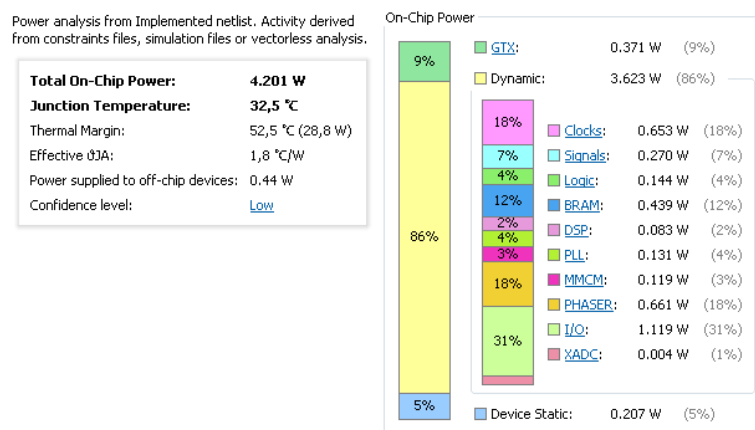 Power analysis from Implemented netlist. Activity derived
from constraints files, simulation files or vectorless analysis.
Total On-Chip Power: 4.201 W
Junction Temperature: 32,5 °C
Thermal Margin: 52,5 °C (28,8 W)
Effective ϑJA: 1,8 °C/W
Power supplied to off-chip devices: 0.44 W
Confidence level: Low
On-Chip Power
9%
86%
5%
GTX: 0.371 W (9%)
Dynamic: 3.623 W (86%)
18%
7%
4%
12%
2%
4%
3%
18%
31%
Clocks: 0.653 W (18%)
Signals: 0.270 W (7%)
Logic: 0.144 W (4%)
BRAM: 0.439 W (12%)
DSP: 0.083 W (2%)
PLL: 0.131 W (4%)
MMCM: 0.119 W (3%)
PHASER: 0.661 W (18%)
I/O: 1.119 W (31%)
XADC: 0.004 W (1%)
Device Static: 0.207 W (5%)